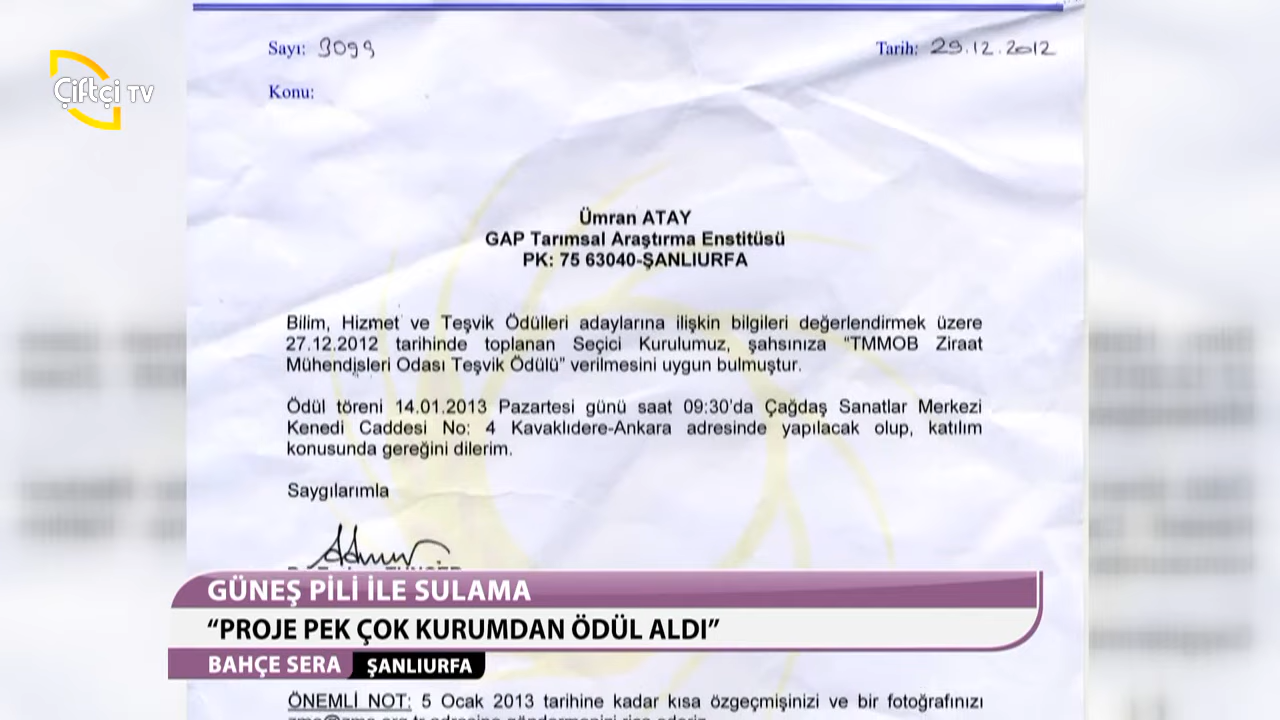 Sayı: 9099
Tarih: 29.12.2012
Çiftçi TV
Konu:
Ümran ATAY
GAP Tarımsal Araştırma Enstitüsü
PK: 75 63040-ŞANLIURFA
Bilim, Hizmet ve Teşvik Ödülleri adaylarına ilişkin bilgileri değerlendirmek üzere
27.12.2012 tarihinde toplanan Seçici Kurulumuz, şahsınıza “TMMOB Ziraat
Mühendisleri Odası Teşvik Ödülü” verilmesini uygun bulmuştur.
Ödül töreni 14.01.2013 Pazartesi günü saat 09:30’da Çağdaş Sanatlar Merkezi
Kenedi Caddesi No: 4 Kavaklıdere-Ankara adresinde yapılacak olup, katılım
konusunda gereğini dilerim.
Saygılarımla
GÜNEŞ PİLİ İLE SULAMA
“PROJE PEK ÇOK KURUMDAN ÖDÜL ALDI”
BAHÇE SERA ŞANLIURFA
ÖNEMLİ NOT: 5 Ocak 2013 tarihine kadar kısa özgeçmişinizi ve bir fotoğrafınızı